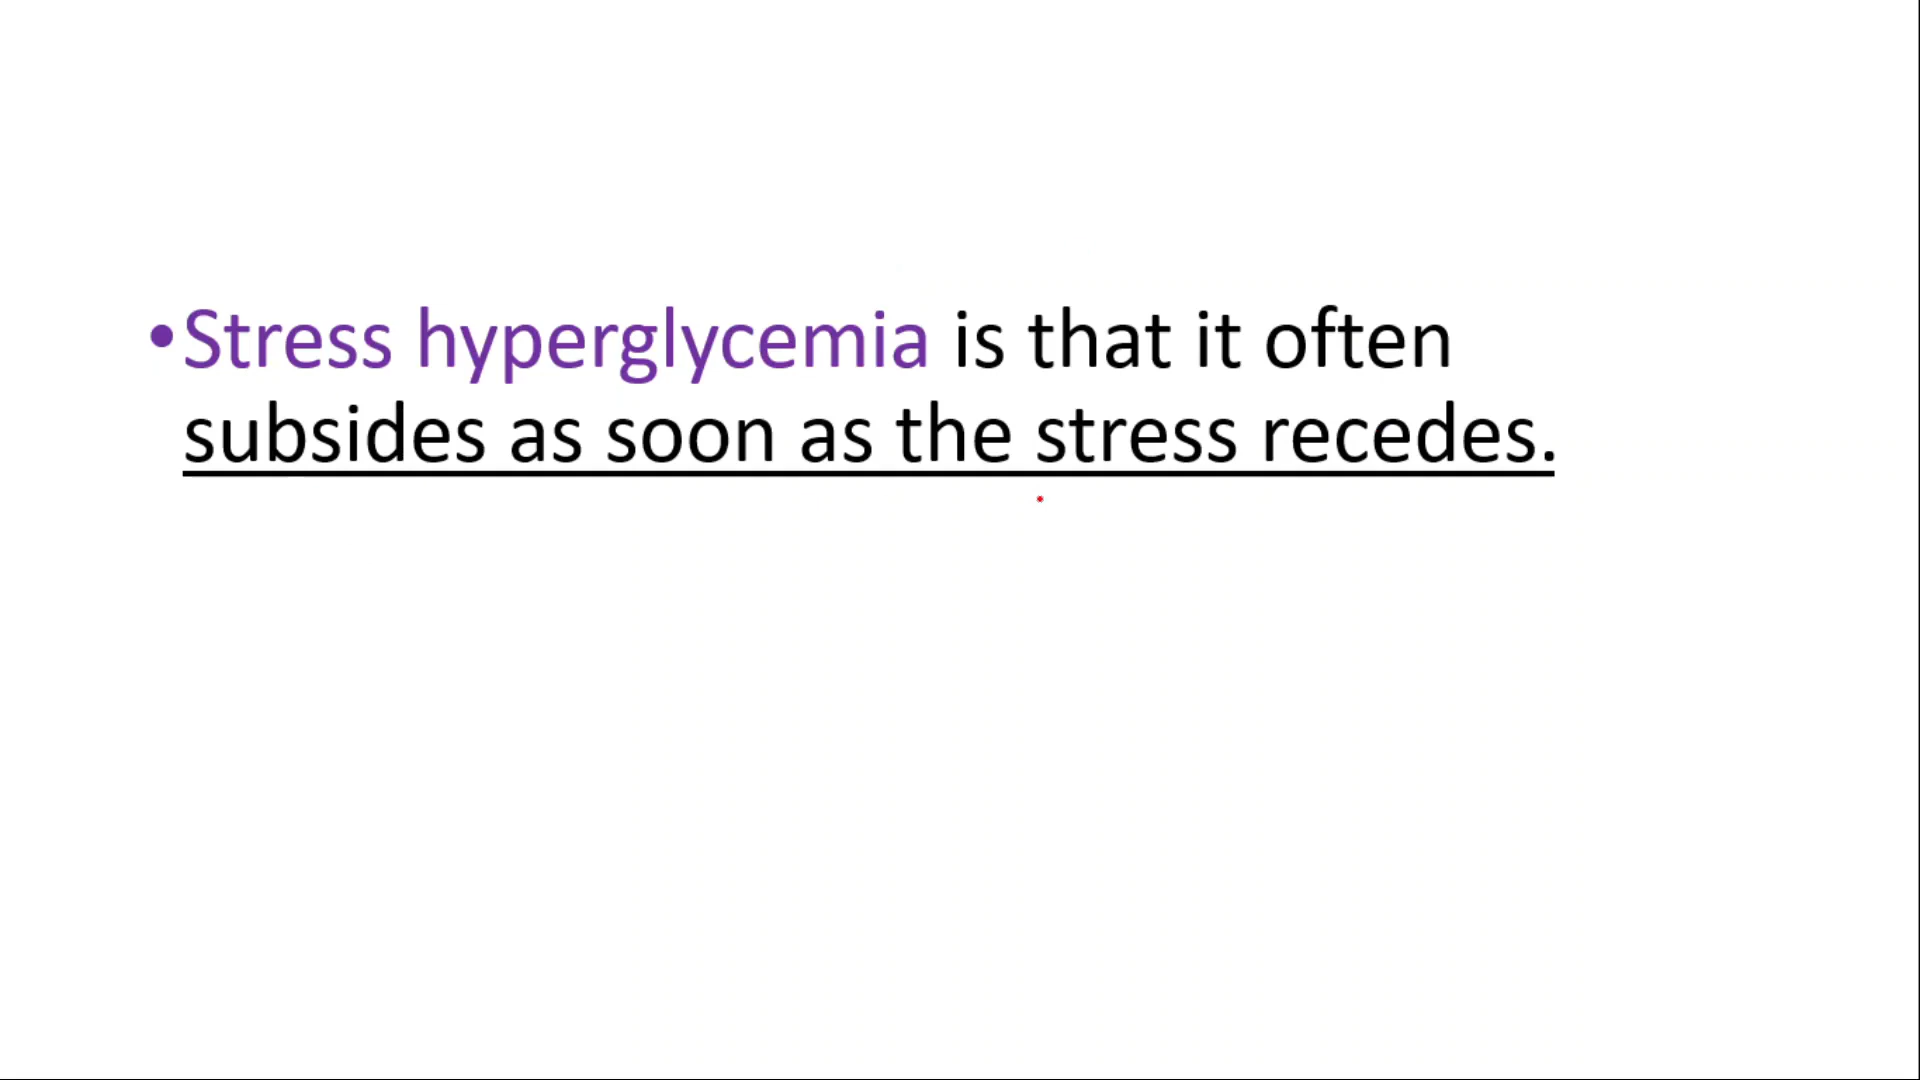 •Stress hyperglycemia is that it often
subsides as soon as the stress recedes.